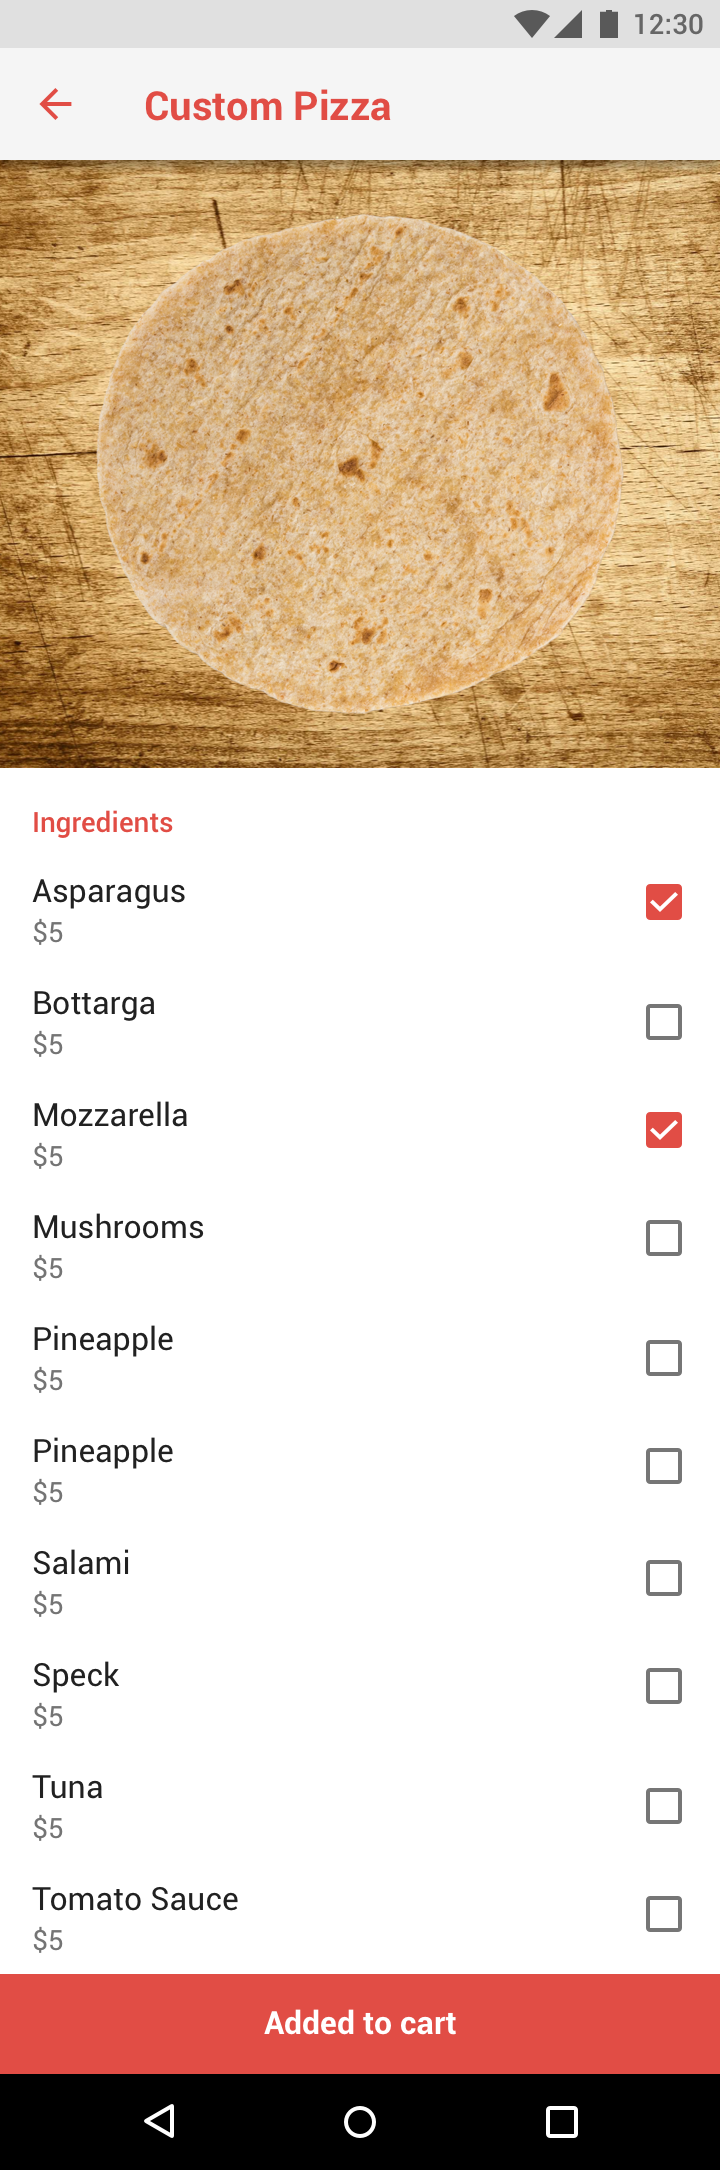 12:30
Custom Pizza
Ingredients
Asparagus
$5
Bottarga
$5
Mozzarella
$5
Mushrooms
$5
Pineapple
$5
Pineapple
$5
Salami
$5
Speck
$5
Tuna
$5
Tomato Sauce
$5
Added to cart